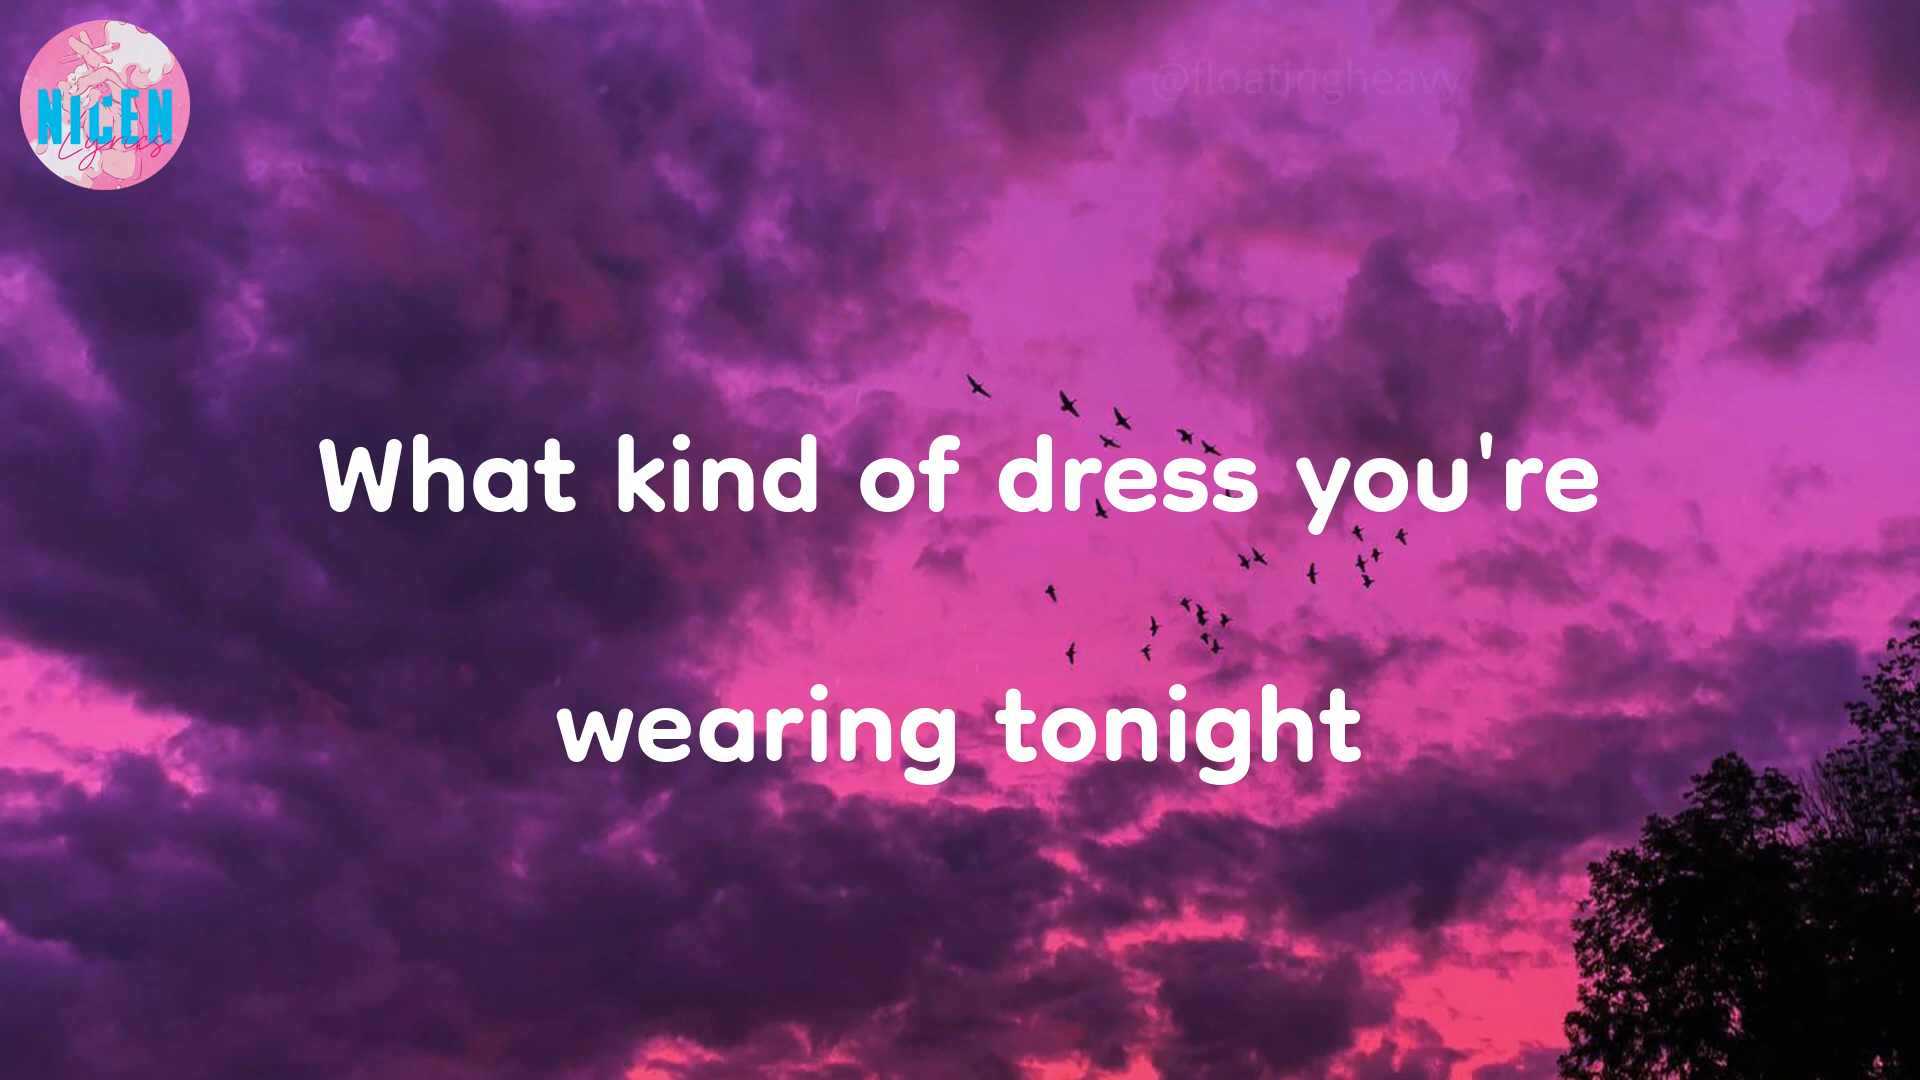 NICEN
Lyrics
@floatingheavy
What kind of dress you're
wearing tonight